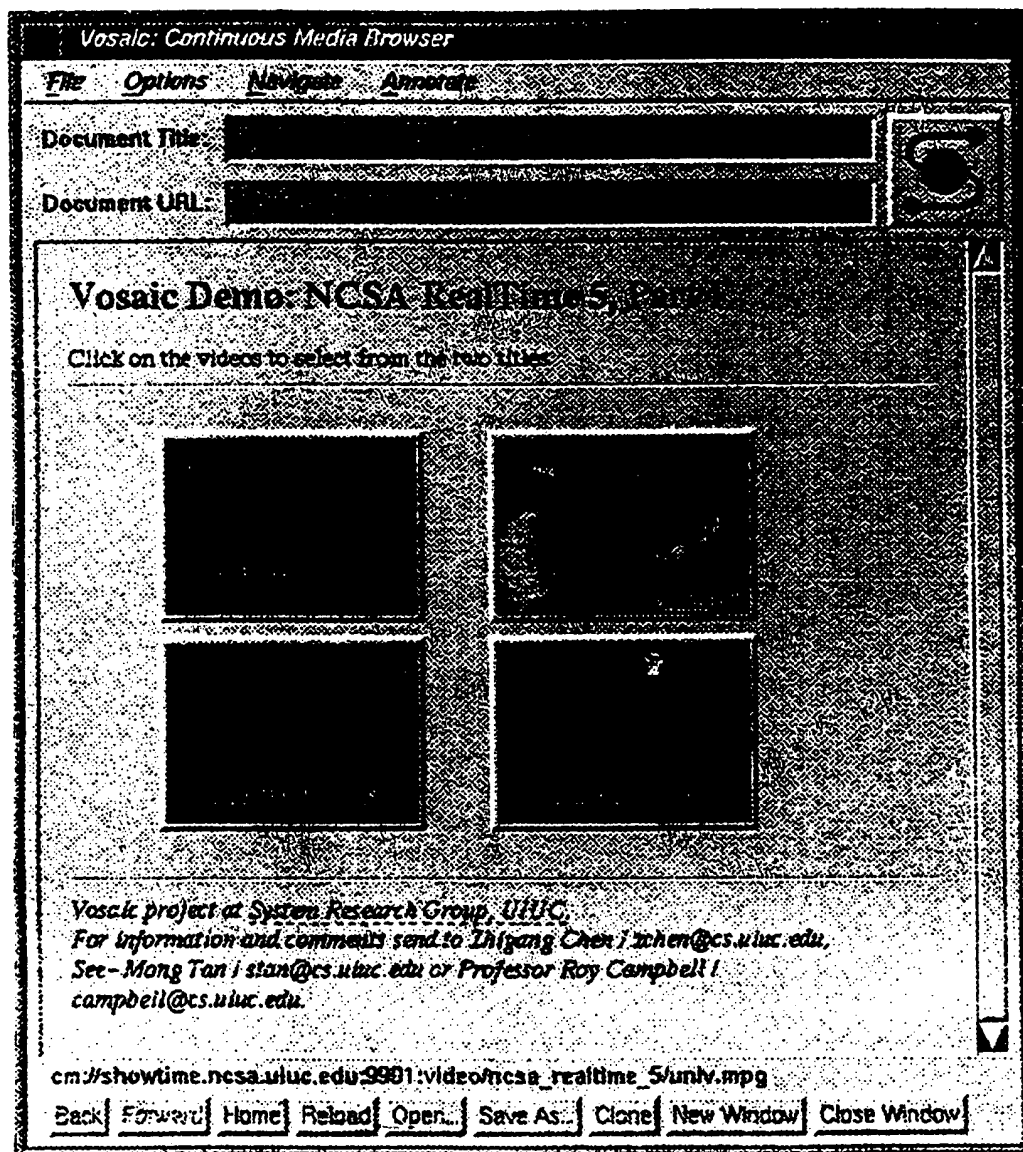 Vosaic: Continuous Media Browser
File Options Navigate Annotate
Document Title:
Document URL:
Vosaic Demo: NCSA RealTime 5,
Click on the videos to select from the two titles
Vosaic project at System Research Group, UIUC.
For information and comments send to Zhigang Chen / zchen@cs.uiuc.edu,
See-Mong Tan / stan@cs.uiuc.edu or Professor Roy Campbell /
campbell@cs.uiuc.edu.
cm://showtime.ncsa.uiuc.edu:9901:video/ncsa_realtime_5/univ.mpg
Back Forward Home Reload Open... Save As... Clone New Window Close Window